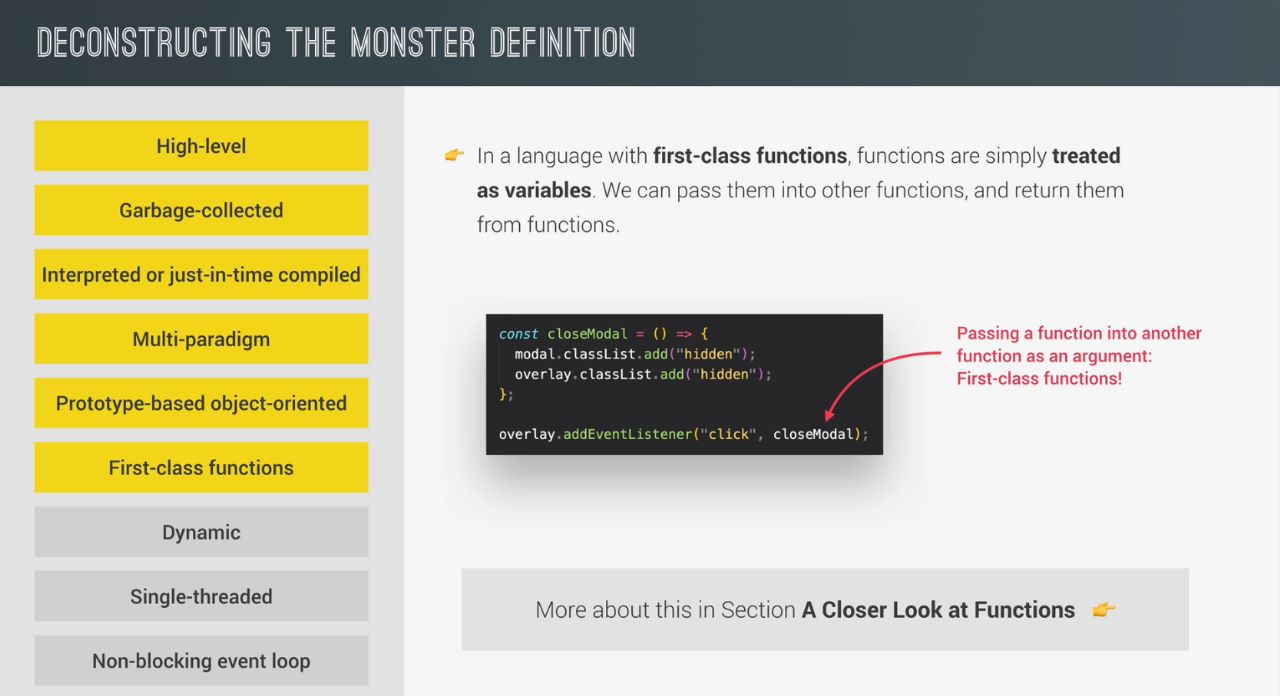 DECONSTRUCTING THE MONSTER DEFINITION
High-level
Garbage-collected
Interpreted or just-in-time compiled
Multi-paradigm
Prototype-based object-oriented
First-class functions
Dynamic
Single-threaded
Non-blocking event loop
👉 In a language with first-class functions, functions are simply treated
as variables. We can pass them into other functions, and return them
from functions.
const closeModal = () => {
  modal.classList.add("hidden");
  overlay.classList.add("hidden");
};
overlay.addEventListener("click", closeModal);
Passing a function into another
function as an argument:
First-class functions!
More about this in Section A Closer Look at Functions 👉